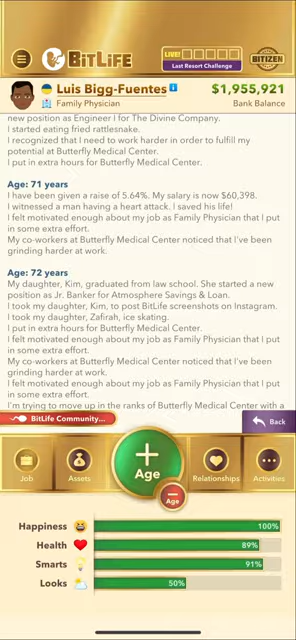 BitLife
LIVE!
Last Resort Challenge
BITIZEN
Luis Bigg-Fuentes
$1,955,921
Family Physician
Bank Balance
new position as Engineer I for The Divine Company.
I started eating fried rattlesnake.
I recognized that I need to work harder in order to fulfill my
potential at Butterfly Medical Center.
I put in extra hours for Butterfly Medical Center.
Age: 71 years
I have been given a raise of 5.64%. My salary is now $60,398.
I witnessed a man having a heart attack. I saved his life!
I felt motivated enough about my job as Family Physician that I put
in some extra effort.
My co-workers at Butterfly Medical Center noticed that I've been
grinding harder at work.
Age: 72 years
My daughter, Kim, graduated from law school. She started a new
position as Jr. Banker for Atmosphere Savings & Loan.
I took my daughter, Kim, to post BitLife screenshots on Instagram.
I took my daughter, Zafirah, ice skating.
I put in extra hours for Butterfly Medical Center.
I felt motivated enough about my job as Family Physician that I put
in some extra effort.
My co-workers at Butterfly Medical Center noticed that I've been
grinding harder at work.
I felt motivated enough about my job as Family Physician that I put
in some extra effort.
I'm trying to move up in the ranks of Butterfly Medical Center with a
BitLife Community...
Back
Job
Assets
Age
Age
Relationships
Activities
Happiness
100%
Health
89%
Smarts
91%
Looks
50%